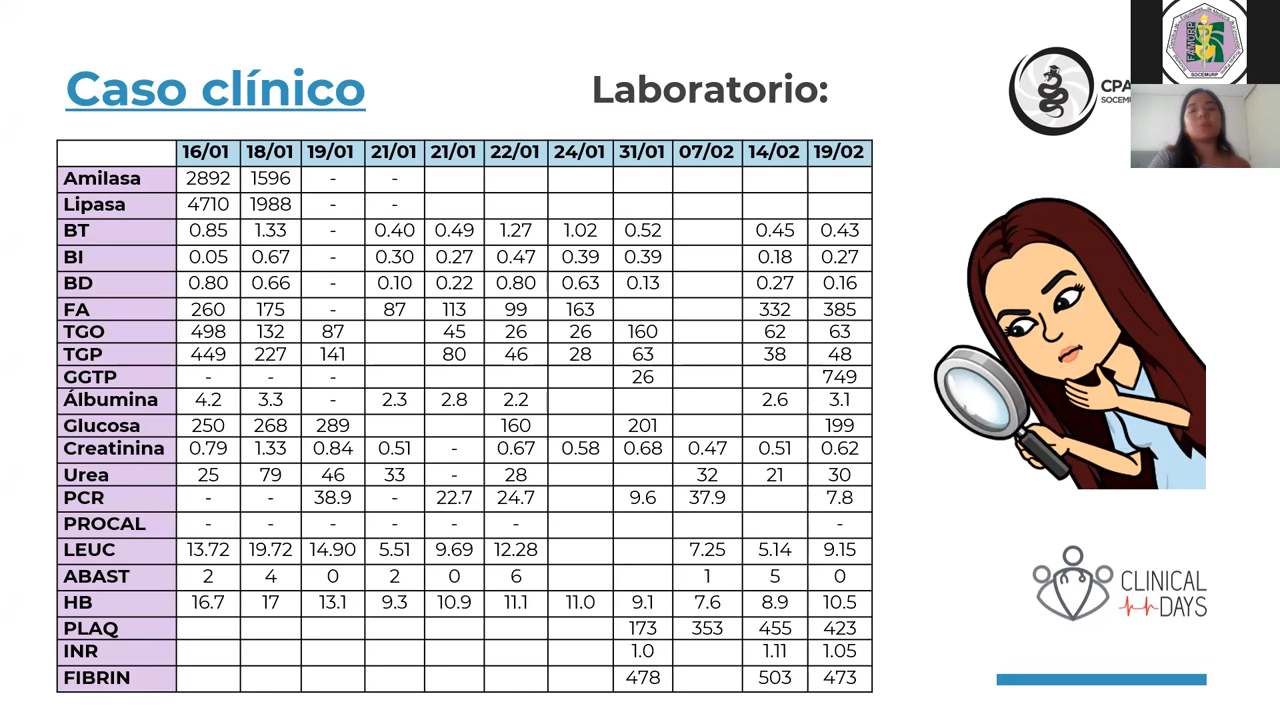 Caso clínico
Laboratorio:
CPA
SOCEMU
FAMURP
SOCEMURP
16/01 18/01 19/01 21/01 21/01 22/01 24/01 31/01 07/02 14/02 19/02
Amilasa 2892 1596 - -
Lipasa 4710 1988 - -
BT 0.85 1.33 - 0.40 0.49 1.27 1.02 0.52 0.45 0.43
BI 0.05 0.67 - 0.30 0.27 0.47 0.39 0.39 0.18 0.27
BD 0.80 0.66 - 0.10 0.22 0.80 0.63 0.13 0.27 0.16
FA 260 175 - 87 113 99 163 332 385
TGO 498 132 87 45 26 26 160 62 63
TGP 449 227 141 80 46 28 63 38 48
GGTP - - - 26 749
Álbumina 4.2 3.3 - 2.3 2.8 2.2 2.6 3.1
Glucosa 250 268 289 160 201 199
Creatinina 0.79 1.33 0.84 0.51 - 0.67 0.58 0.68 0.47 0.51 0.62
Urea 25 79 46 33 - 28 32 21 30
PCR - - 38.9 - 22.7 24.7 9.6 37.9 7.8
PROCAL - - - - - - -
LEUC 13.72 19.72 14.90 5.51 9.69 12.28 7.25 5.14 9.15
ABAST 2 4 0 2 0 6 1 5 0
HB 16.7 17 13.1 9.3 10.9 11.1 11.0 9.1 7.6 8.9 10.5
PLAQ 173 353 455 423
INR 1.0 1.11 1.05
FIBRIN 478 503 473
CLINICAL
DAYS